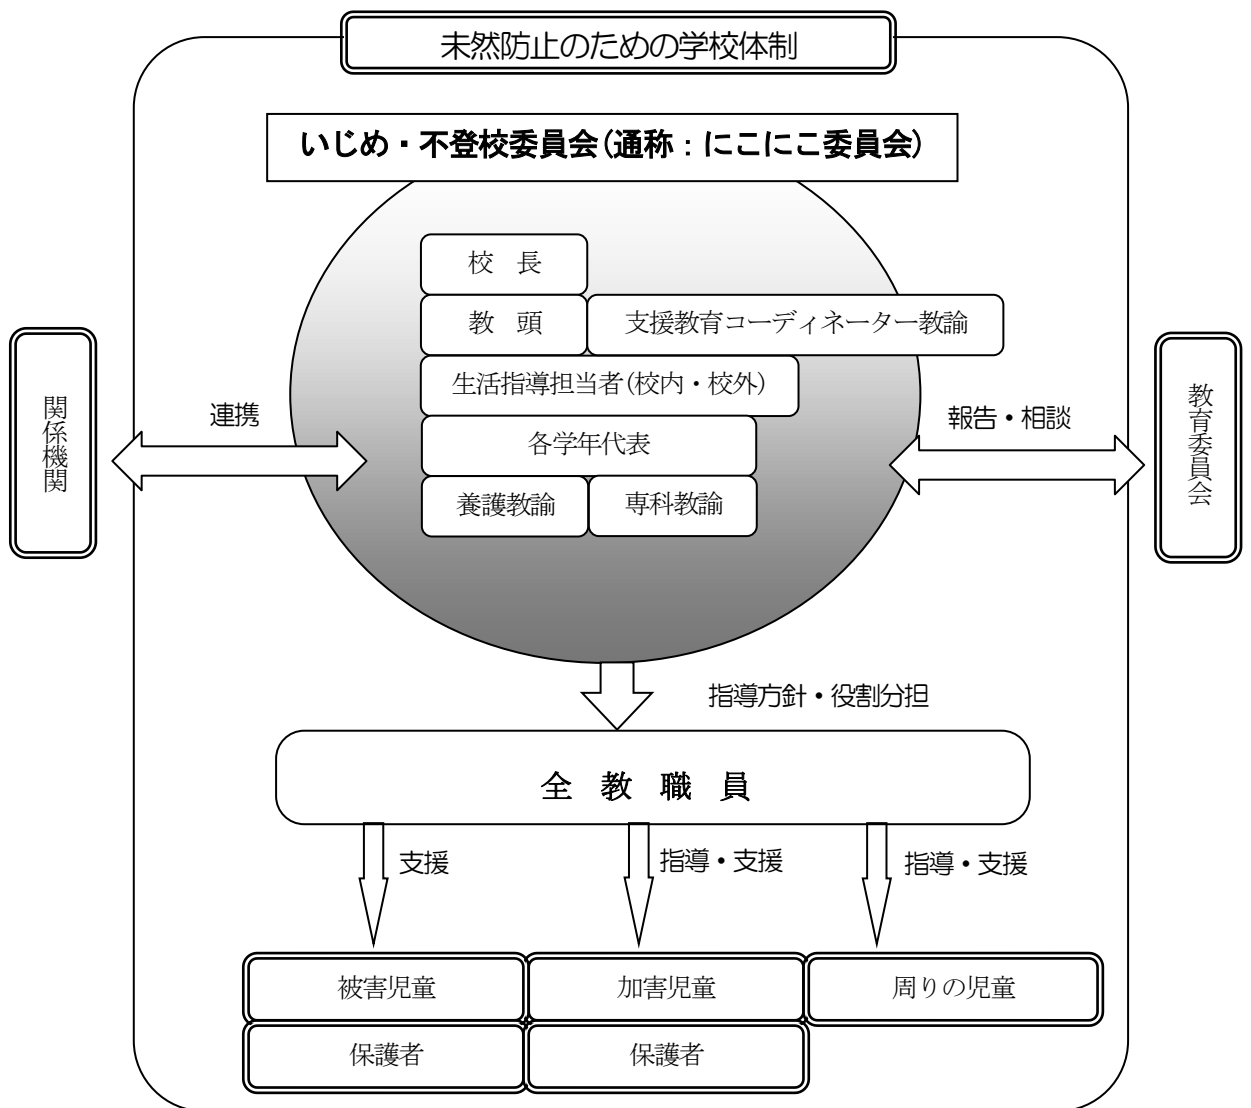 未然防止のための学校体制
いじめ・不登校委員会(通称：にこにこ委員会)
校　長
教　頭
支援教育コーディネーター教諭
生活指導担当者(校内・校外)
各学年代表
養護教諭
専科教諭
関係機関
連携
報告・相談
教育委員会
指導方針・役割分担
全　教　職　員
支援
指導・支援
指導・支援
被害児童
加害児童
周りの児童
保護者
保護者